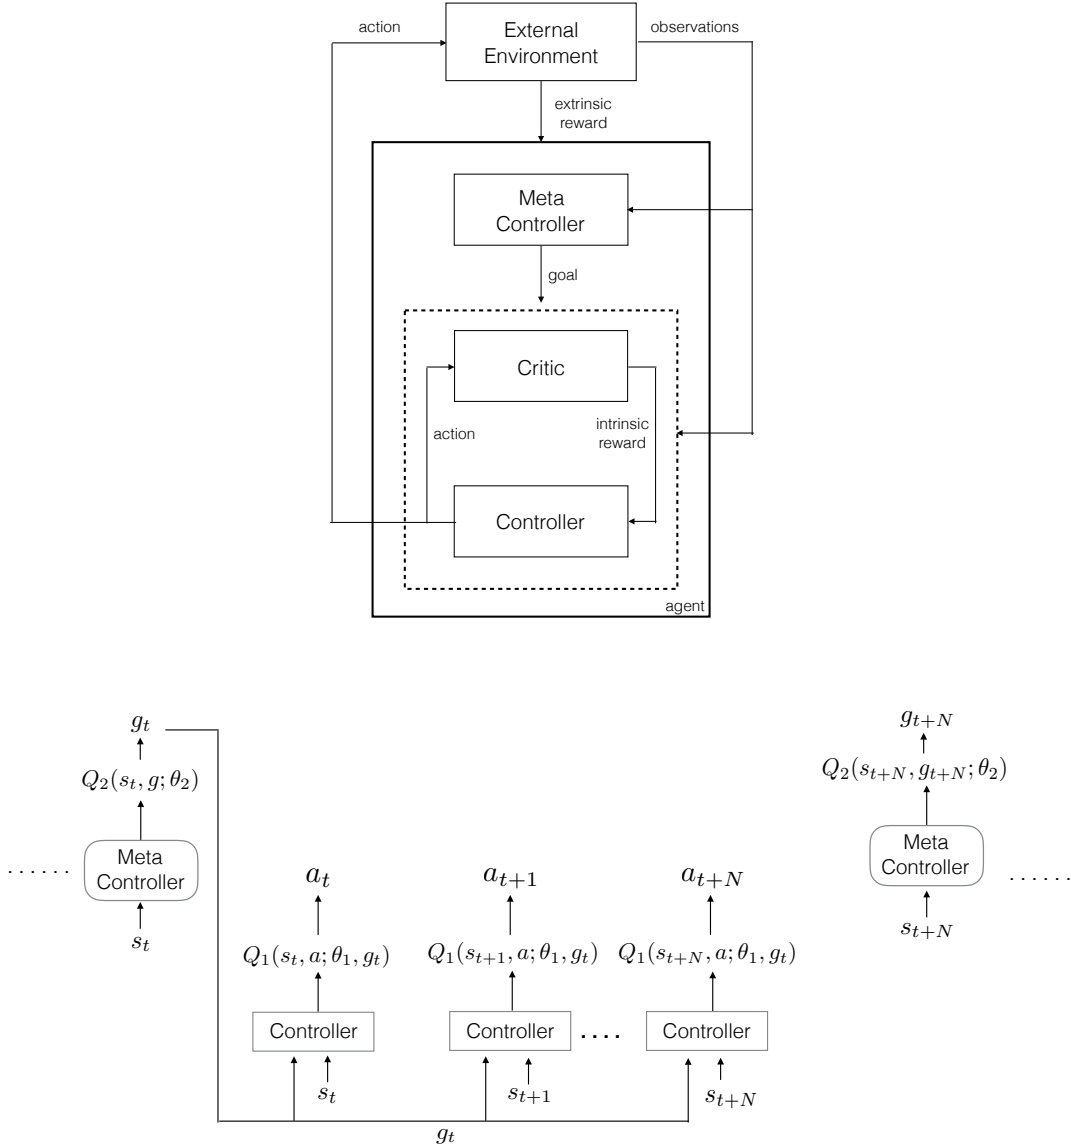 action
External
Environment
observations
extrinsic
reward
Meta
Controller
goal
Critic
action
intrinsic
reward
Controller
agent
g_t
Q_2(s_t, g; θ_2)
Meta
Controller
s_t
......
a_t
Q_1(s_t, a; θ_1, g_t)
Controller
s_t
a_{t+1}
Q_1(s_{t+1}, a; θ_1, g_t)
Controller
s_{t+1}
....
a_{t+N}
Q_1(s_{t+N}, a; θ_1, g_t)
Controller
s_{t+N}
g_t
g_{t+N}
Q_2(s_{t+N}, g_{t+N}; θ_2)
Meta
Controller
s_{t+N}
......